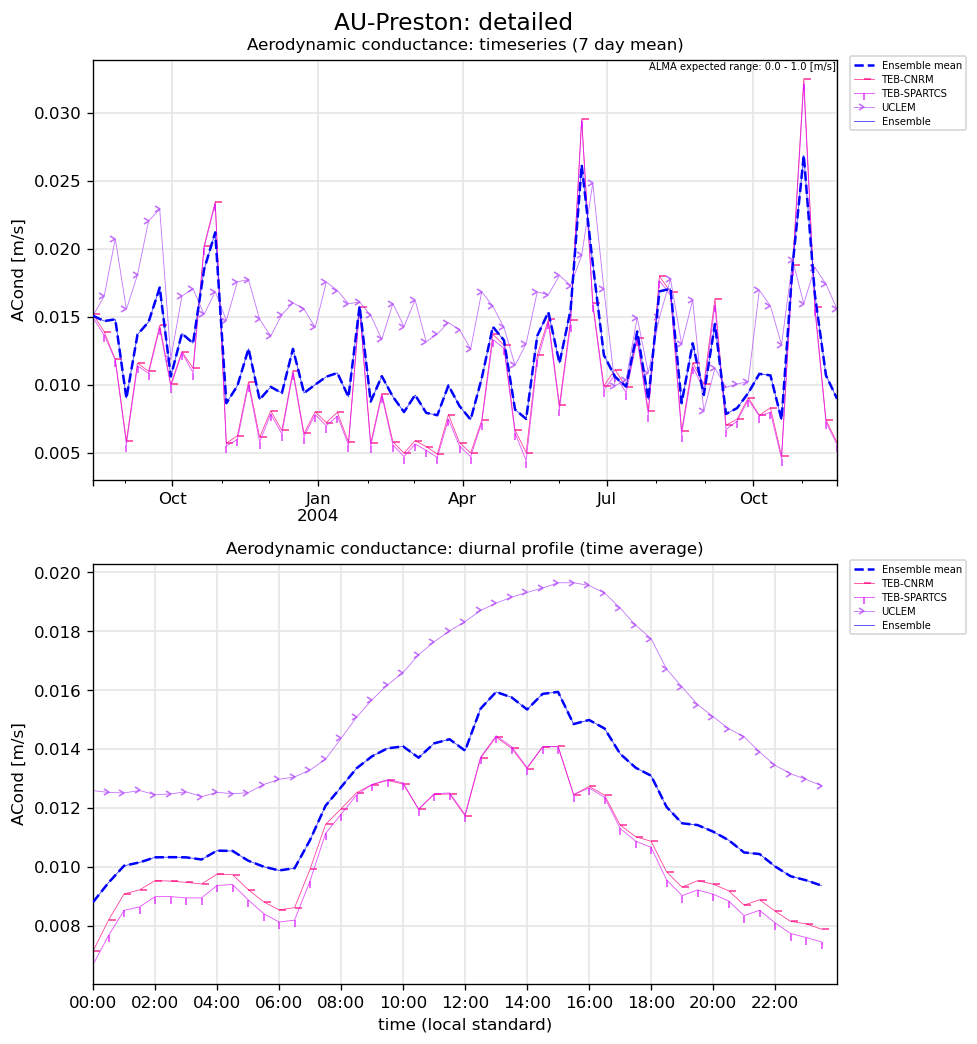 AU-Preston: detailed
Aerodynamic conductance: timeseries (7 day mean)
ALMA expected range: 0.0 - 1.0 [m/s]
Ensemble mean
TEB-CNRM
TEB-SPARTCS
UCLEM
Ensemble
ACond [m/s]
0.030
0.025
0.020
0.015
0.010
0.005
Oct Jan Apr Jul Oct
2004
Aerodynamic conductance: diurnal profile (time average)
Ensemble mean
TEB-CNRM
TEB-SPARTCS
UCLEM
Ensemble
ACond [m/s]
0.020
0.018
0.016
0.014
0.012
0.010
0.008
00:00 02:00 04:00 06:00 08:00 10:00 12:00 14:00 16:00 18:00 20:00 22:00
time (local standard)